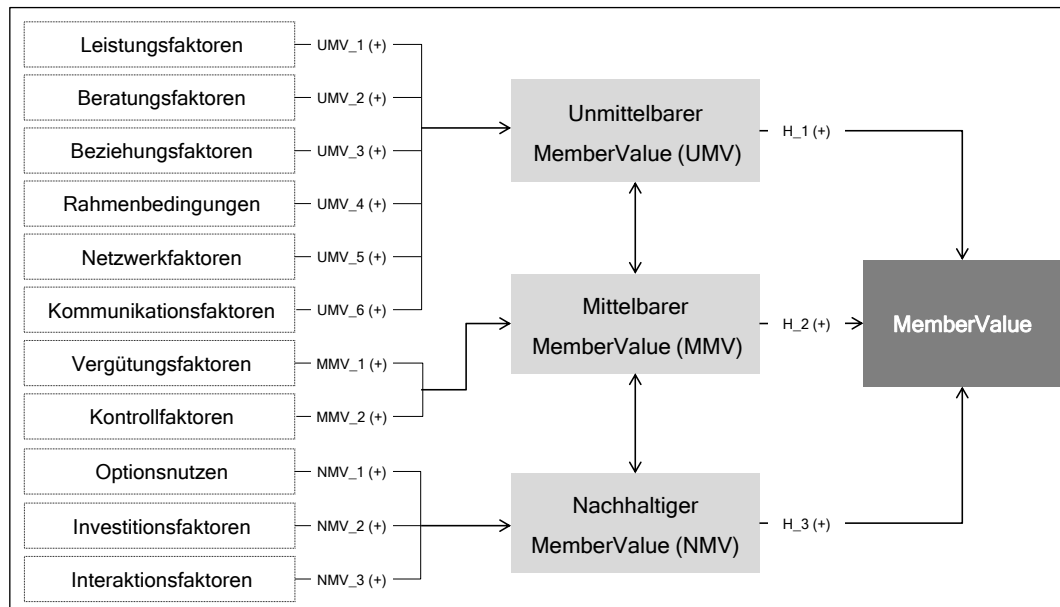 Leistungsfaktoren
UMV_1 (+)
Beratungsfaktoren
UMV_2 (+)
Beziehungsfaktoren
UMV_3 (+)
Rahmenbedingungen
UMV_4 (+)
Netzwerkfaktoren
UMV_5 (+)
Kommunikationsfaktoren
UMV_6 (+)
Vergütungsfaktoren
MMV_1 (+)
Kontrollfaktoren
MMV_2 (+)
Optionsnutzen
NMV_1 (+)
Investitionsfaktoren
NMV_2 (+)
Interaktionsfaktoren
NMV_3 (+)
Unmittelbarer
MemberValue (UMV)
H_1 (+)
Mittelbarer
MemberValue (MMV)
H_2 (+)
Nachhaltiger
MemberValue (NMV)
H_3 (+)
MemberValue